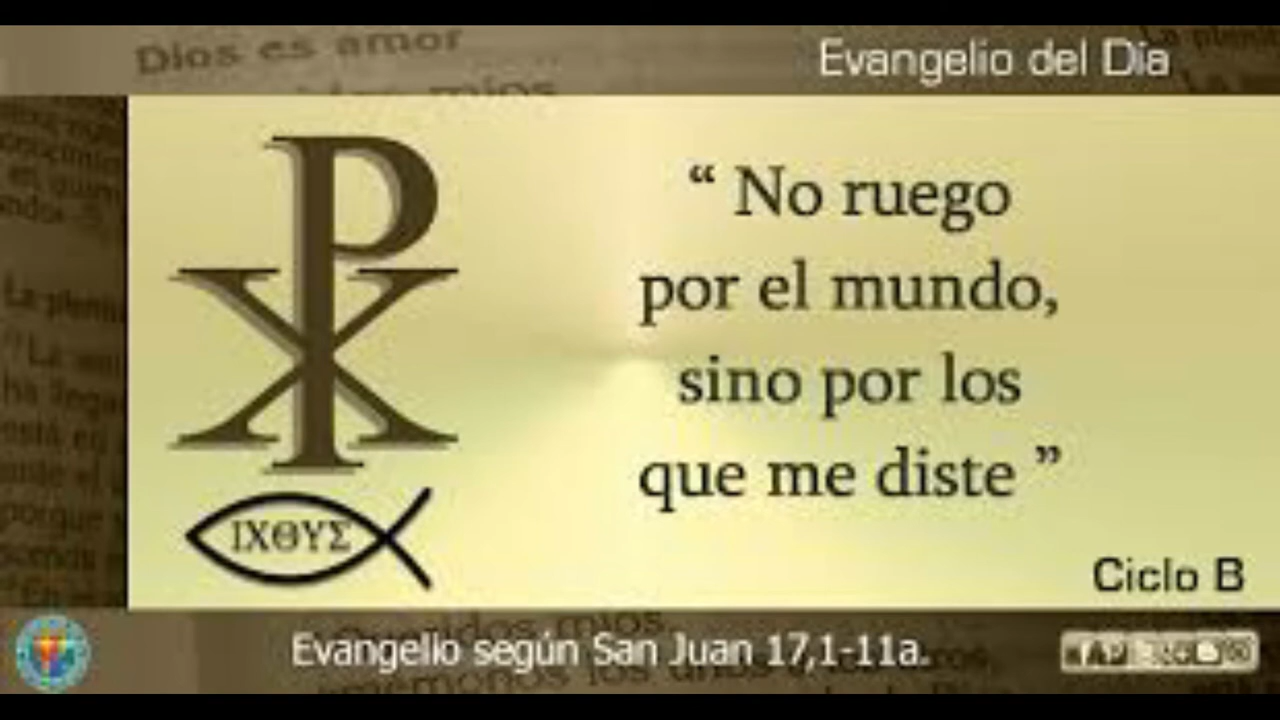 Dios es amor
Evangelio del Día
“ No ruego
por el mundo,
sino por los
que me diste ”
ΙΧΘΥΣ
Ciclo B
Evangelio según San Juan 17,1-11a.